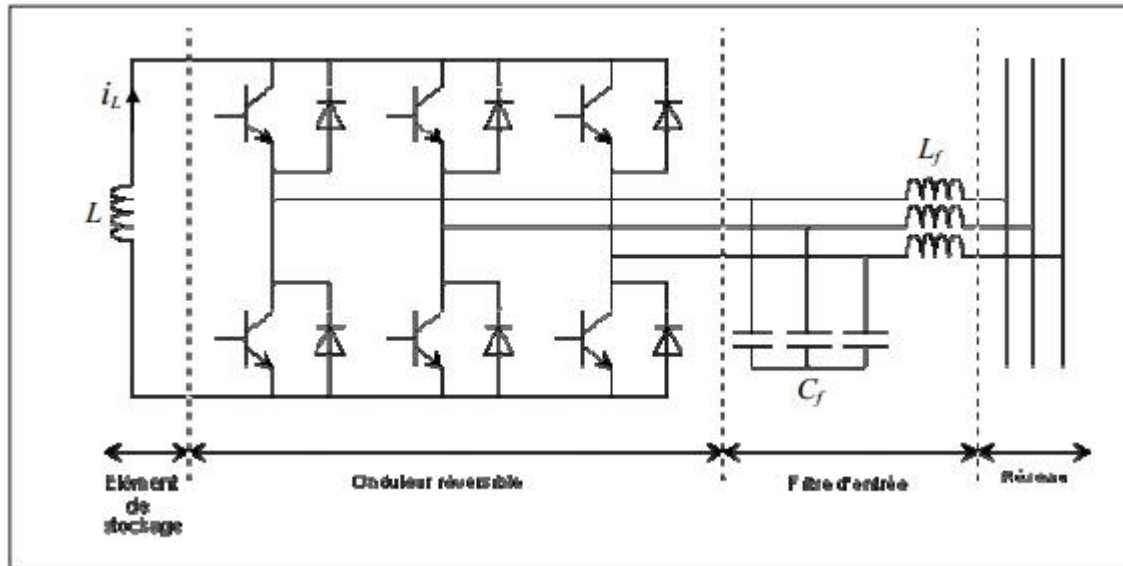 i_L
L
L_f
C_f
Elément
de
stockage
Onduleur réversible
Filtre d'entrée
Réseau